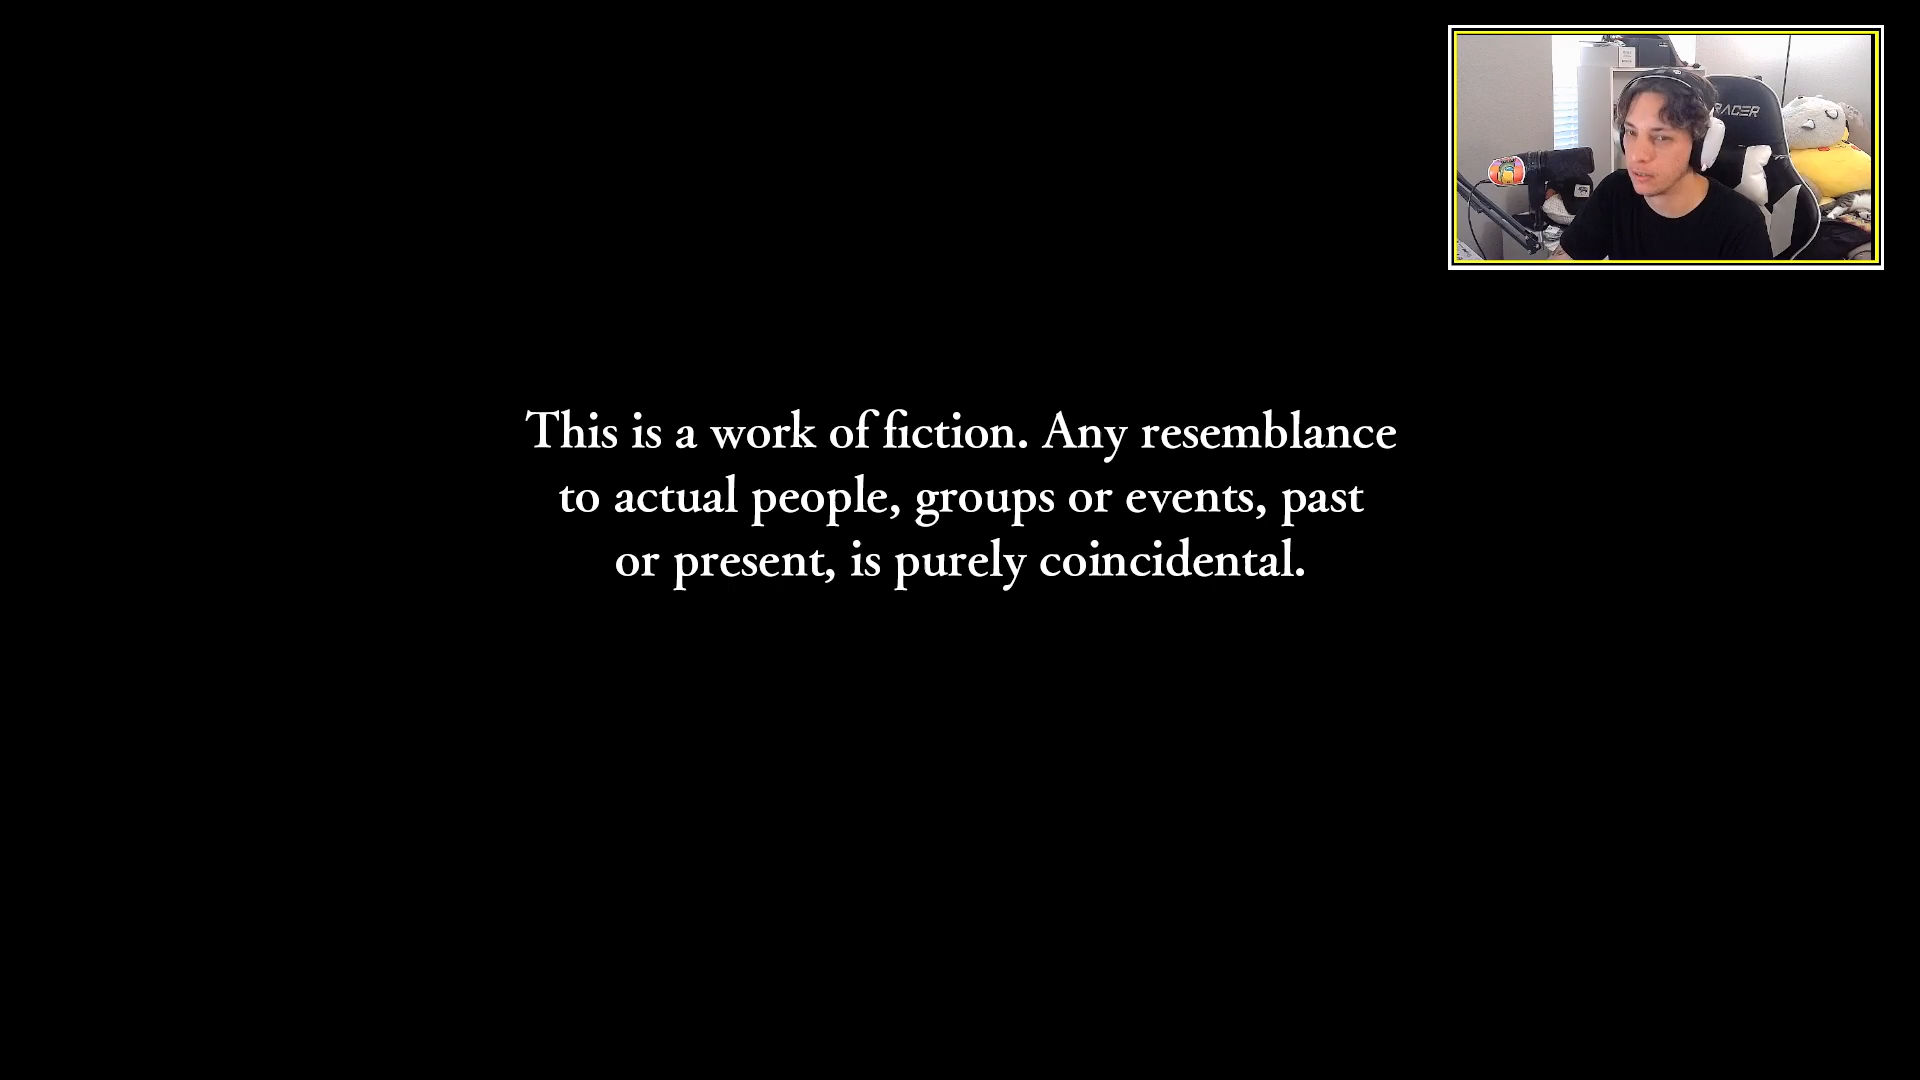 This is a work of fiction. Any resemblance
to actual people, groups or events, past
or present, is purely coincidental.
RACER